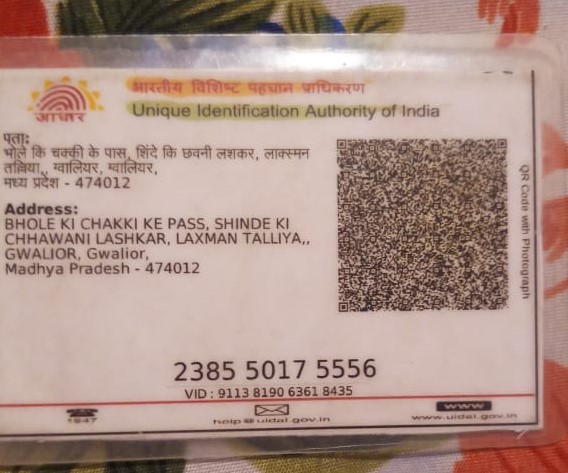 भारतीय विशिष्ट पहचान प्राधिकरण
Unique Identification Authority of India
आधार
पता:
भोले कि चक्की के पास, शिंदे कि छवनी लशकर, लाक्समन
तल्लिया,, ग्वालियर, ग्वालियर,
मध्य प्रदेश - 474012
Address:
BHOLE KI CHAKKI KE PASS, SHINDE KI
CHHAWANI LASHKAR, LAXMAN TALLIYA,,
GWALIOR, Gwalior,
Madhya Pradesh - 474012
QR Code with Photograph
2385 5017 5556
VID : 9113 8190 6361 8435
1947
help@uidai.gov.in
www
www.uidai.gov.in